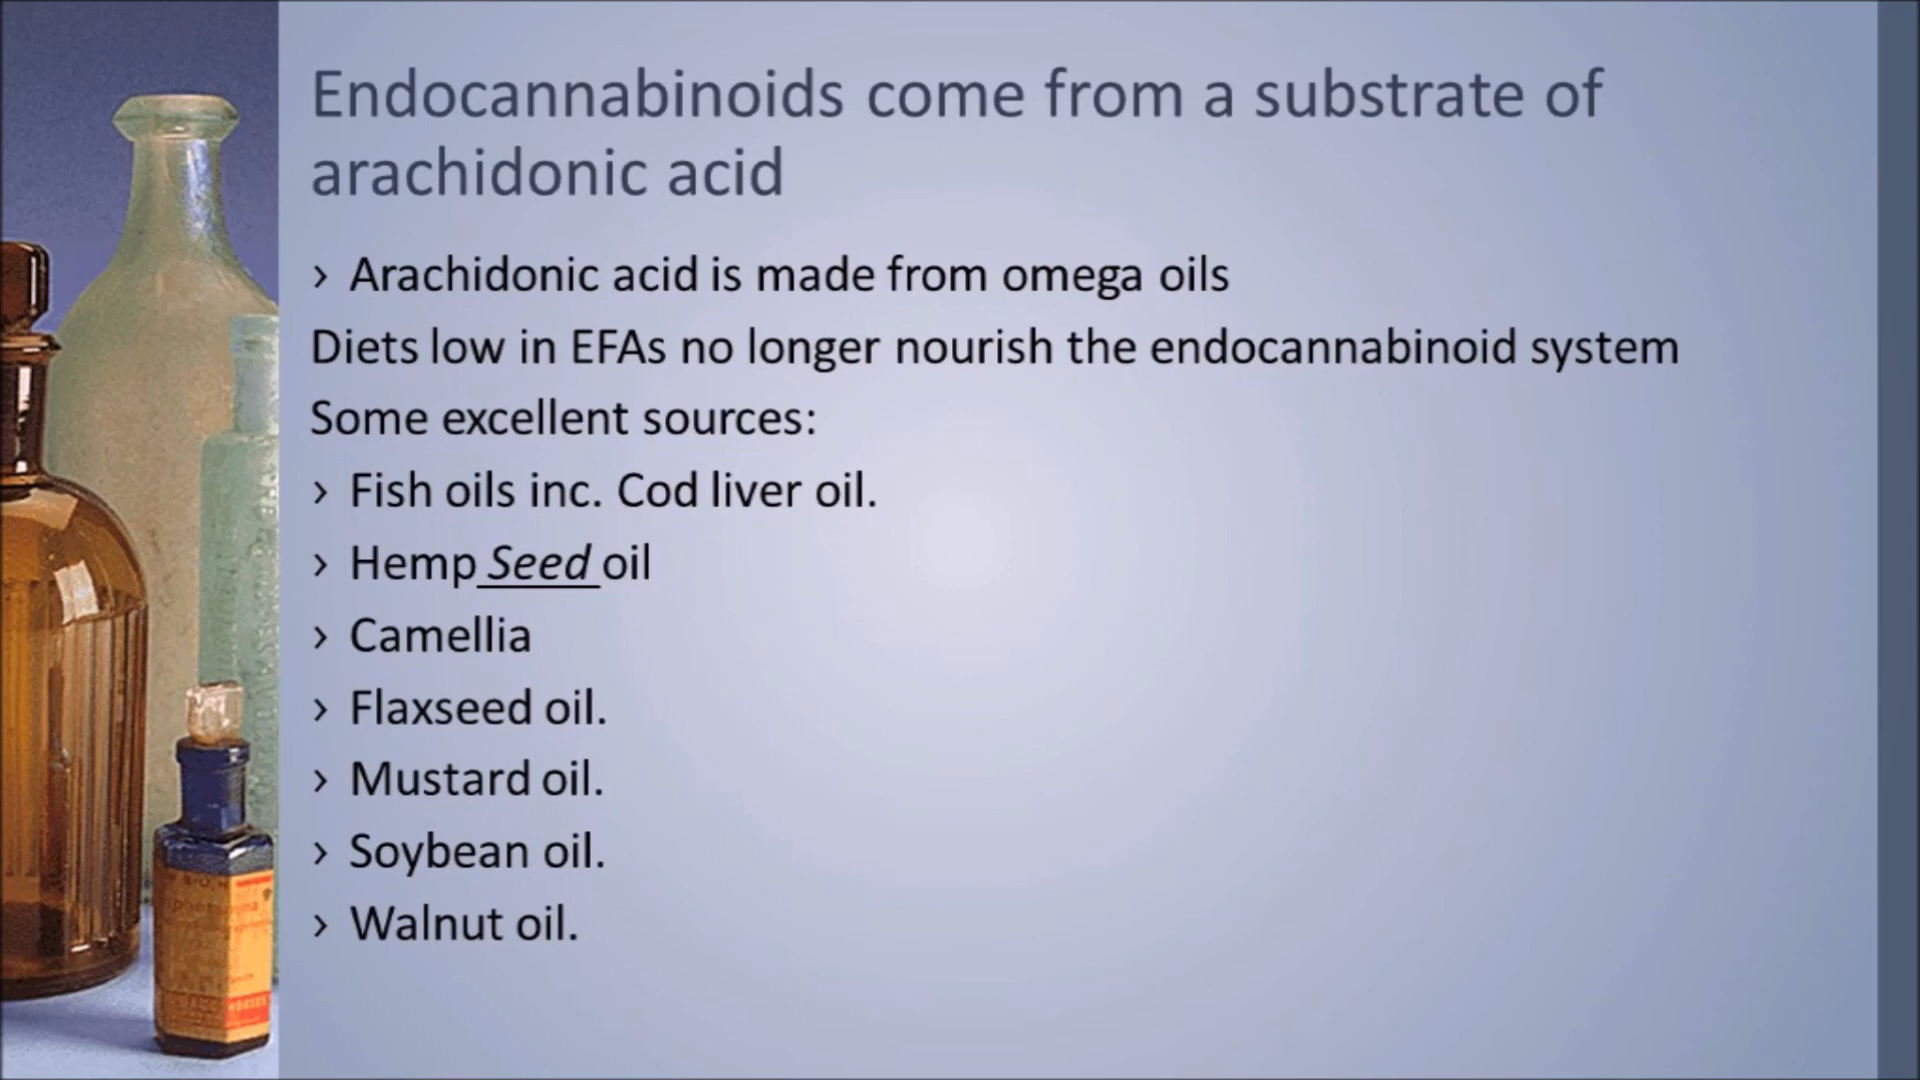 Endocannabinoids come from a substrate of
arachidonic acid
› Arachidonic acid is made from omega oils
Diets low in EFAs no longer nourish the endocannabinoid system
Some excellent sources:
› Fish oils inc. Cod liver oil.
› Hemp Seed oil
› Camellia
› Flaxseed oil.
› Mustard oil.
› Soybean oil.
› Walnut oil.